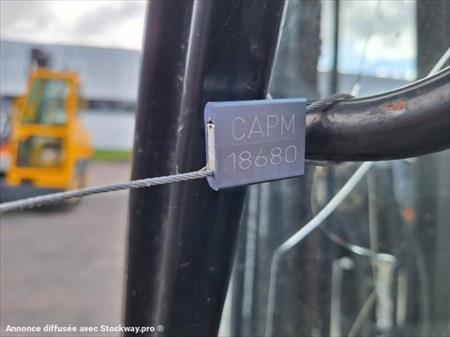 CAPM
18680
Annonce diffusée avec Stockway.pro ®